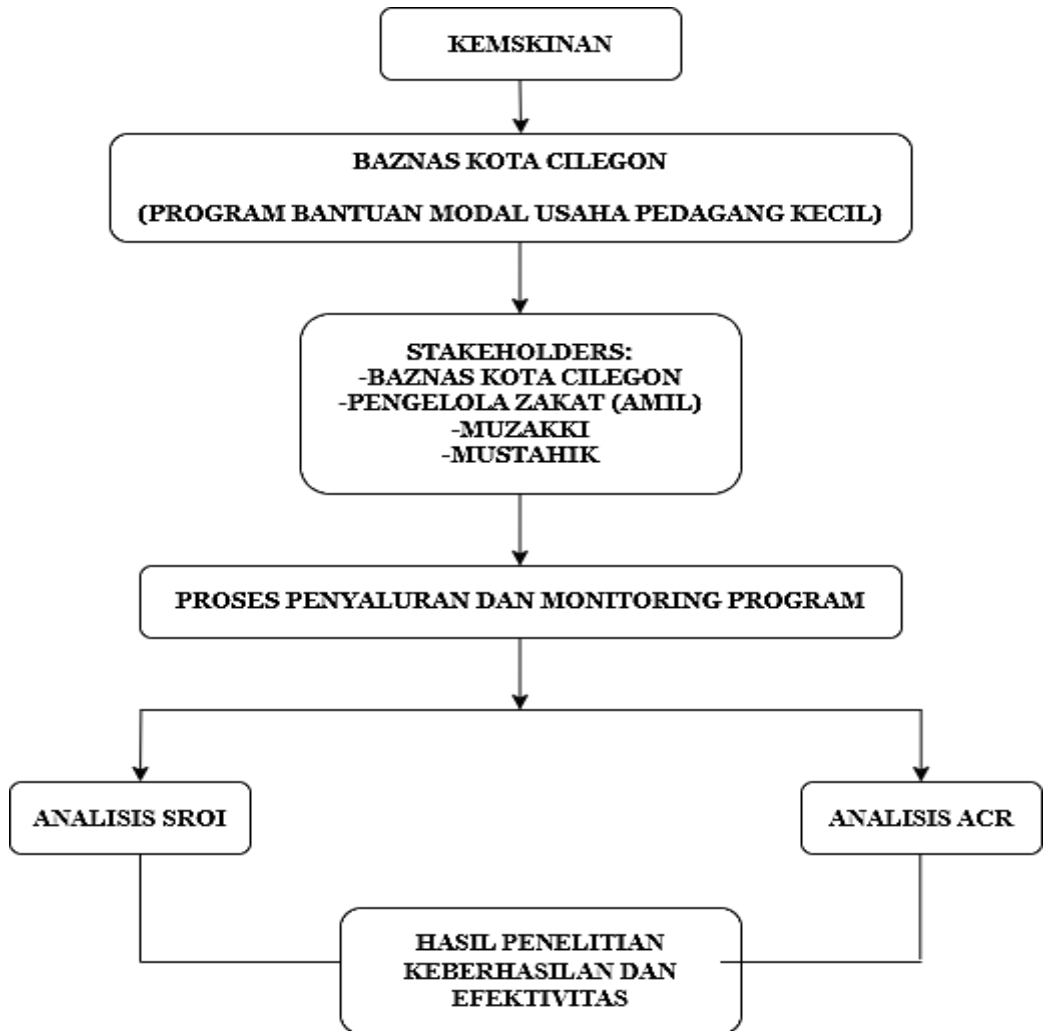 KEMSKINAN
BAZNAS KOTA CILEGON
(PROGRAM BANTUAN MODAL USAHA PEDAGANG KECIL)
STAKEHOLDERS:
-BAZNAS KOTA CILEGON
-PENGELOLA ZAKAT (AMIL)
-MUZAKKI
-MUSTAHIK
PROSES PENYALURAN DAN MONITORING PROGRAM
ANALISIS SROI
ANALISIS ACR
HASIL PENELITIAN
KEBERHASILAN DAN
EFEKTIVITAS